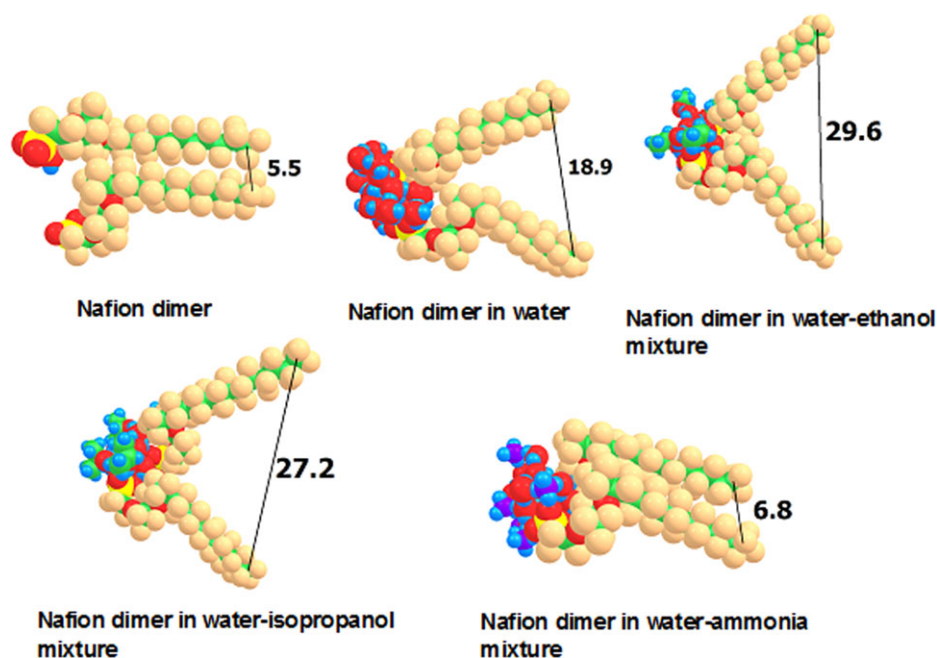 5.5
18.9
29.6
Nafion dimer
Nafion dimer in water
Nafion dimer in water-ethanol
mixture
27.2
6.8
Nafion dimer in water-isopropanol
mixture
Nafion dimer in water-ammonia
mixture